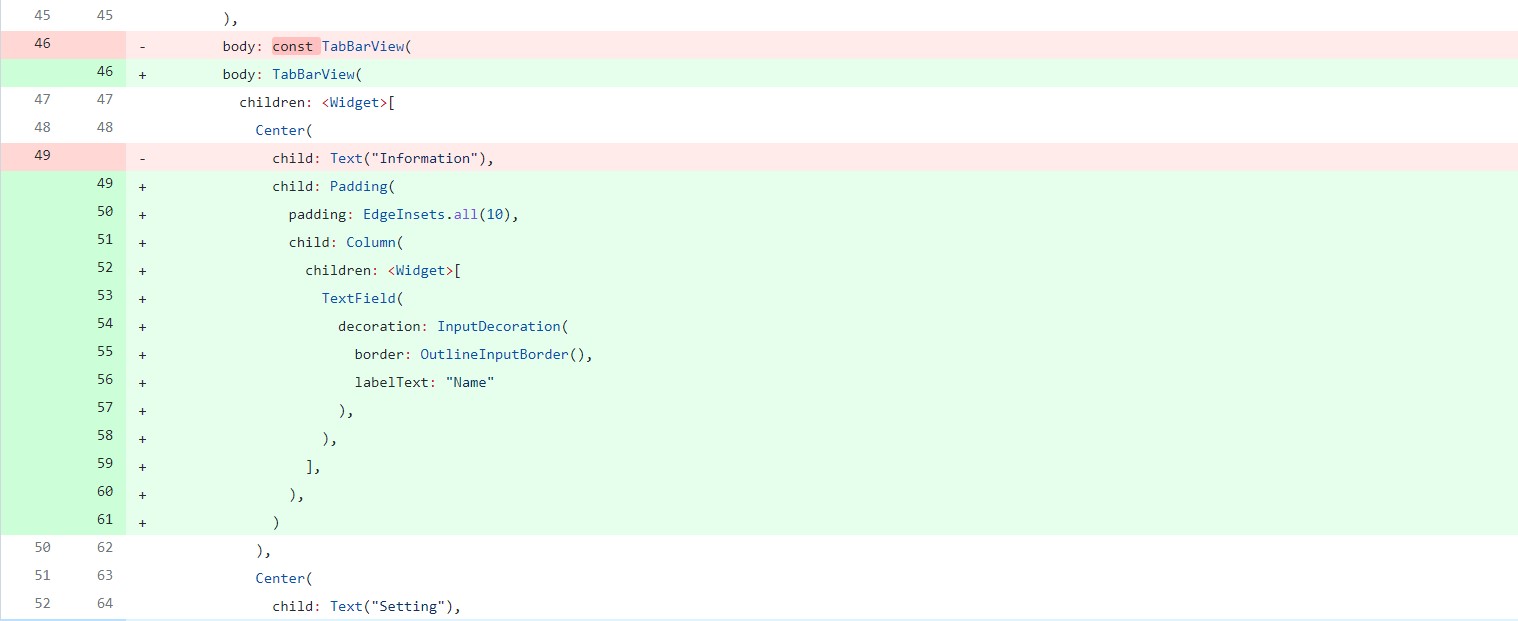 45 45 ),
46 - body: const TabBarView(
46 + body: TabBarView(
47 47 children: <Widget>[
48 48 Center(
49 - child: Text("Information"),
49 + child: Padding(
50 + padding: EdgeInsets.all(10),
51 + child: Column(
52 + children: <Widget>[
53 + TextField(
54 + decoration: InputDecoration(
55 + border: OutlineInputBorder(),
56 + labelText: "Name"
57 + ),
58 + ),
59 + ],
60 + ),
61 + )
50 62 ),
51 63 Center(
52 64 child: Text("Setting"),